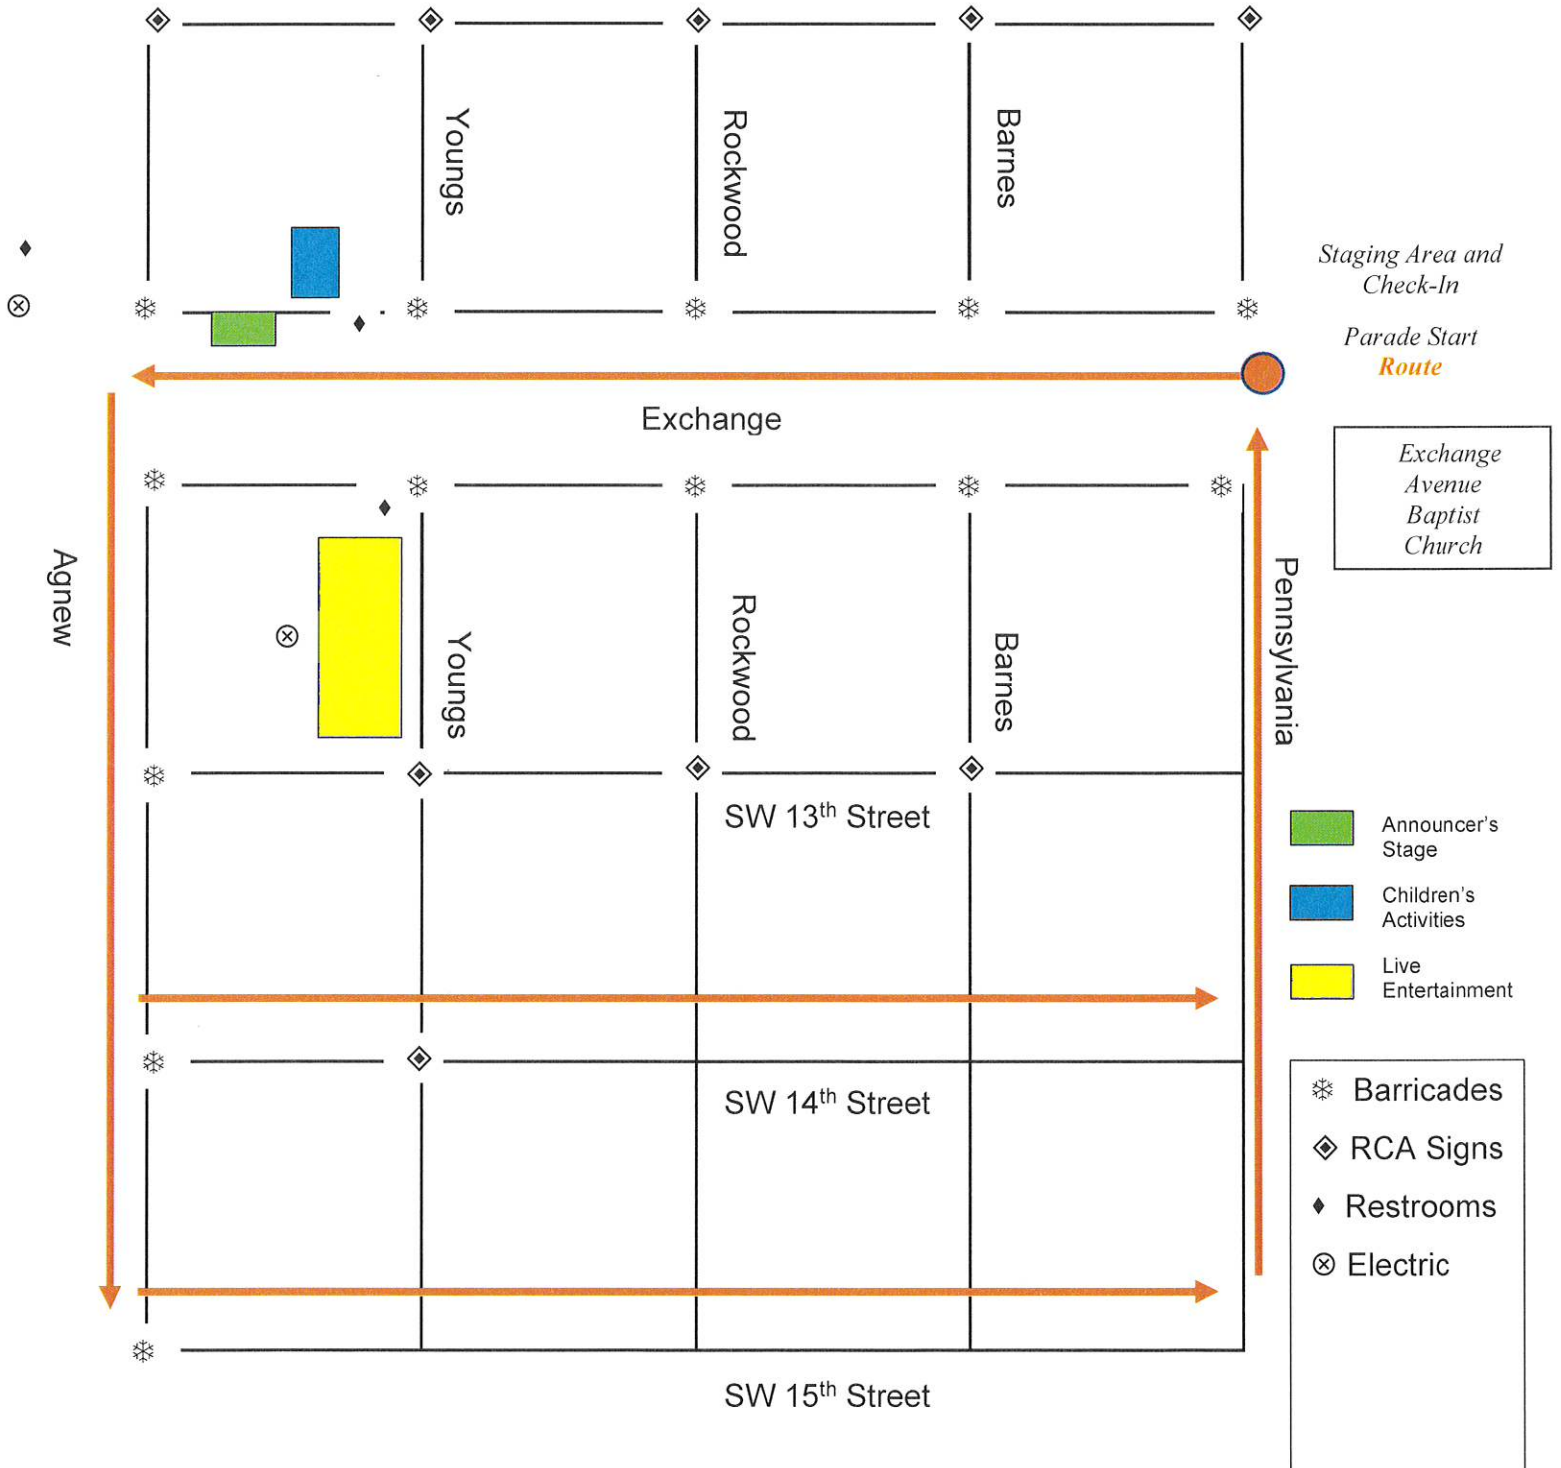 Youngs
Rockwood
Barnes
Staging Area and
Check-In
Parade Start
Route
Exchange
Exchange
Avenue
Baptist
Church
Agnew
Youngs
Rockwood
Barnes
Pennsylvania
SW 13th Street
Announcer's
Stage
Children's
Activities
Live
Entertainment
SW 14th Street
Barricades
RCA Signs
Restrooms
Electric
SW 15th Street